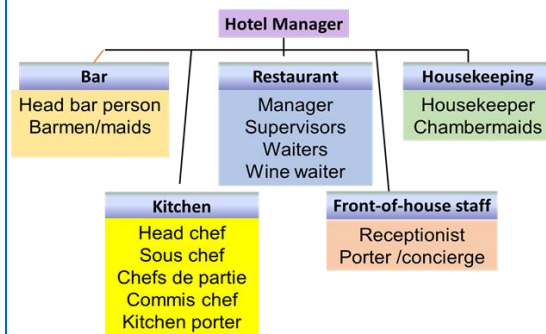 Hotel Manager
Bar
Head bar person
Barmen/maids
Restaurant
Manager
Supervisors
Waiters
Wine waiter
Housekeeping
Housekeeper
Chambermaids
Kitchen
Head chef
Sous chef
Chefs de partie
Commis chef
Kitchen porter
Front-of-house staff
Receptionist
Porter /concierge